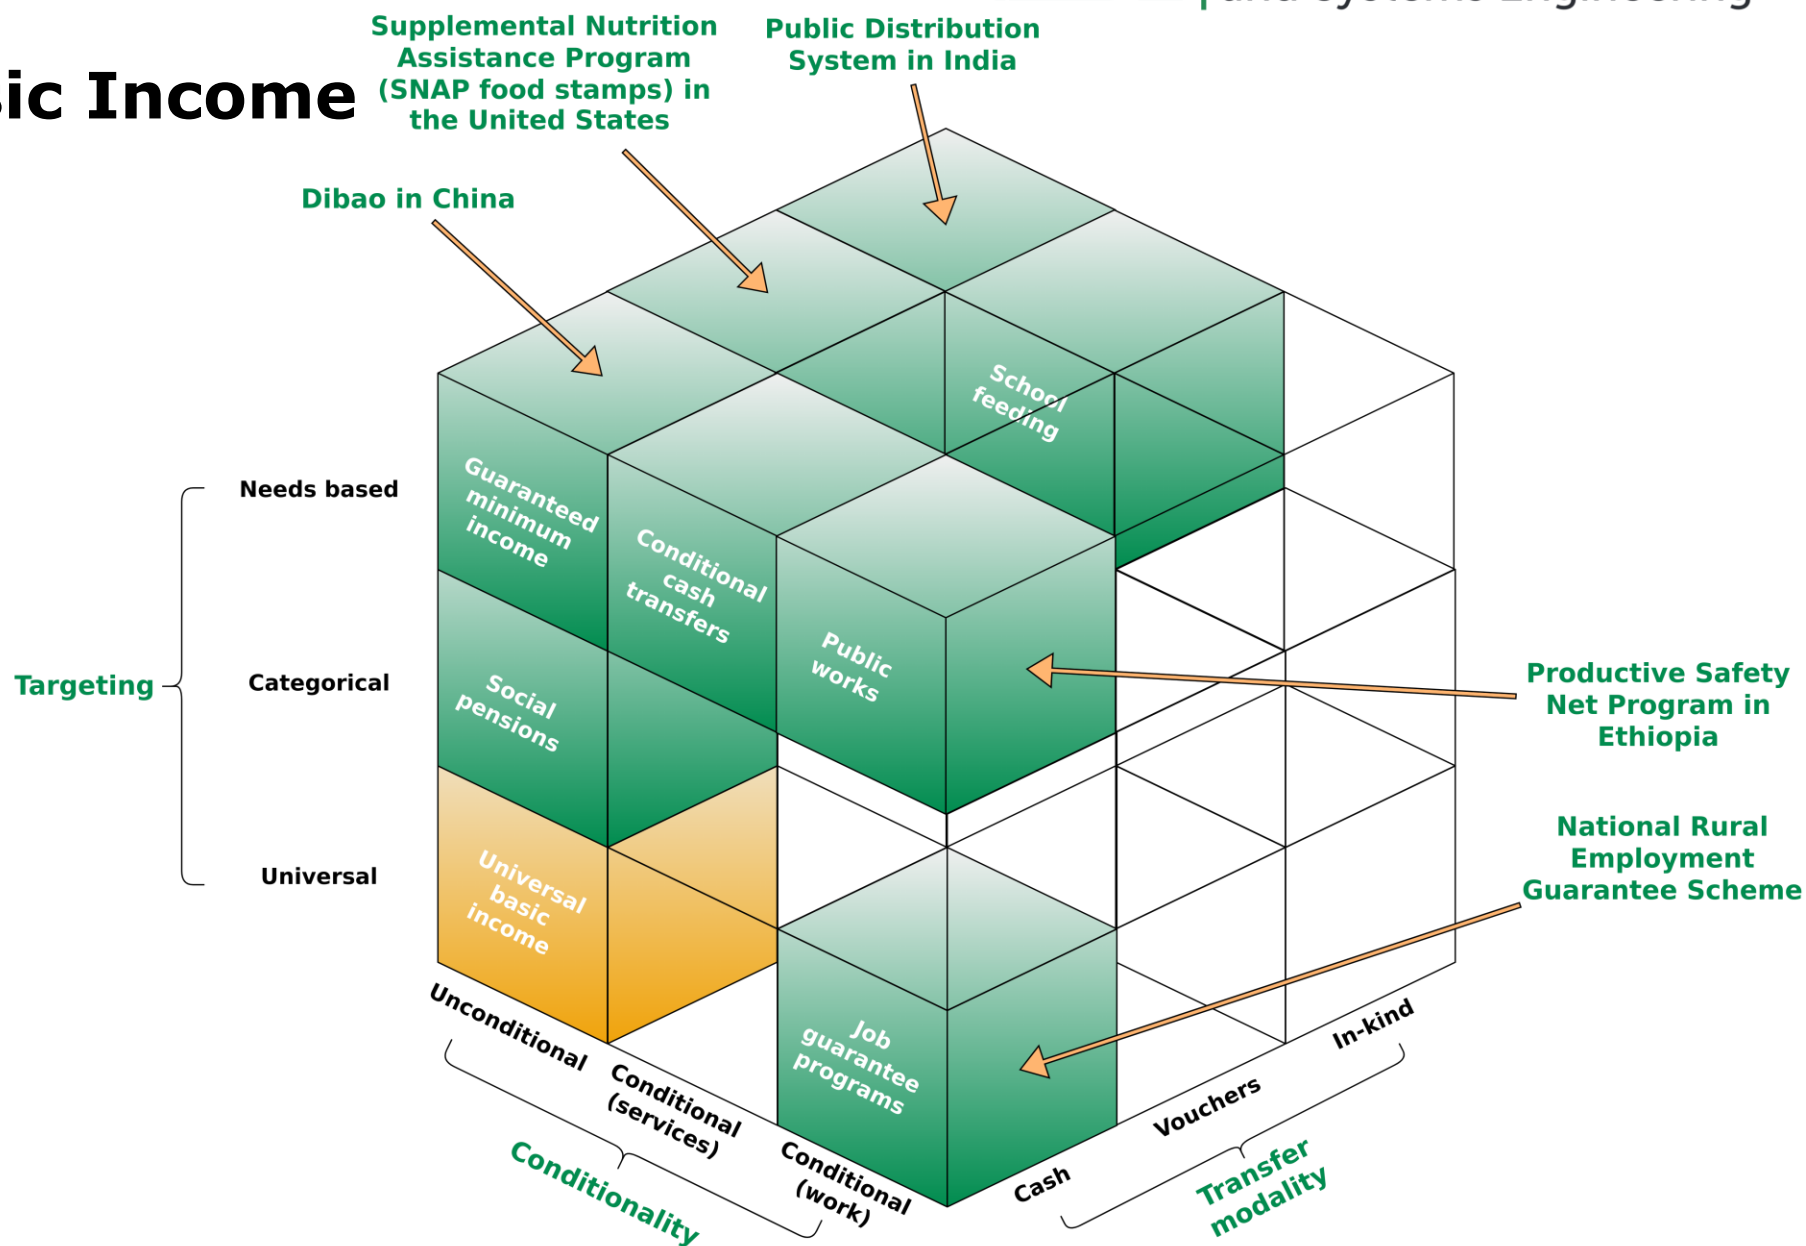 and Systems Engineering
sic Income
Supplemental Nutrition
Assistance Program
(SNAP food stamps) in
the United States
Public Distribution
System in India
Dibao in China
School
feeding
Guaranteed
minimum
income
Conditional
cash
transfers
Public
works
Needs based
Social
pensions
Categorical
Targeting
Productive Safety
Net Program in
Ethiopia
Universal
Universal
basic
income
National Rural
Employment
Guarantee Scheme
Job
guarantee
programs
Unconditional
Conditional
(services)
Conditional
(work)
Conditionality
Cash
Vouchers
In-kind
Transfer
modality